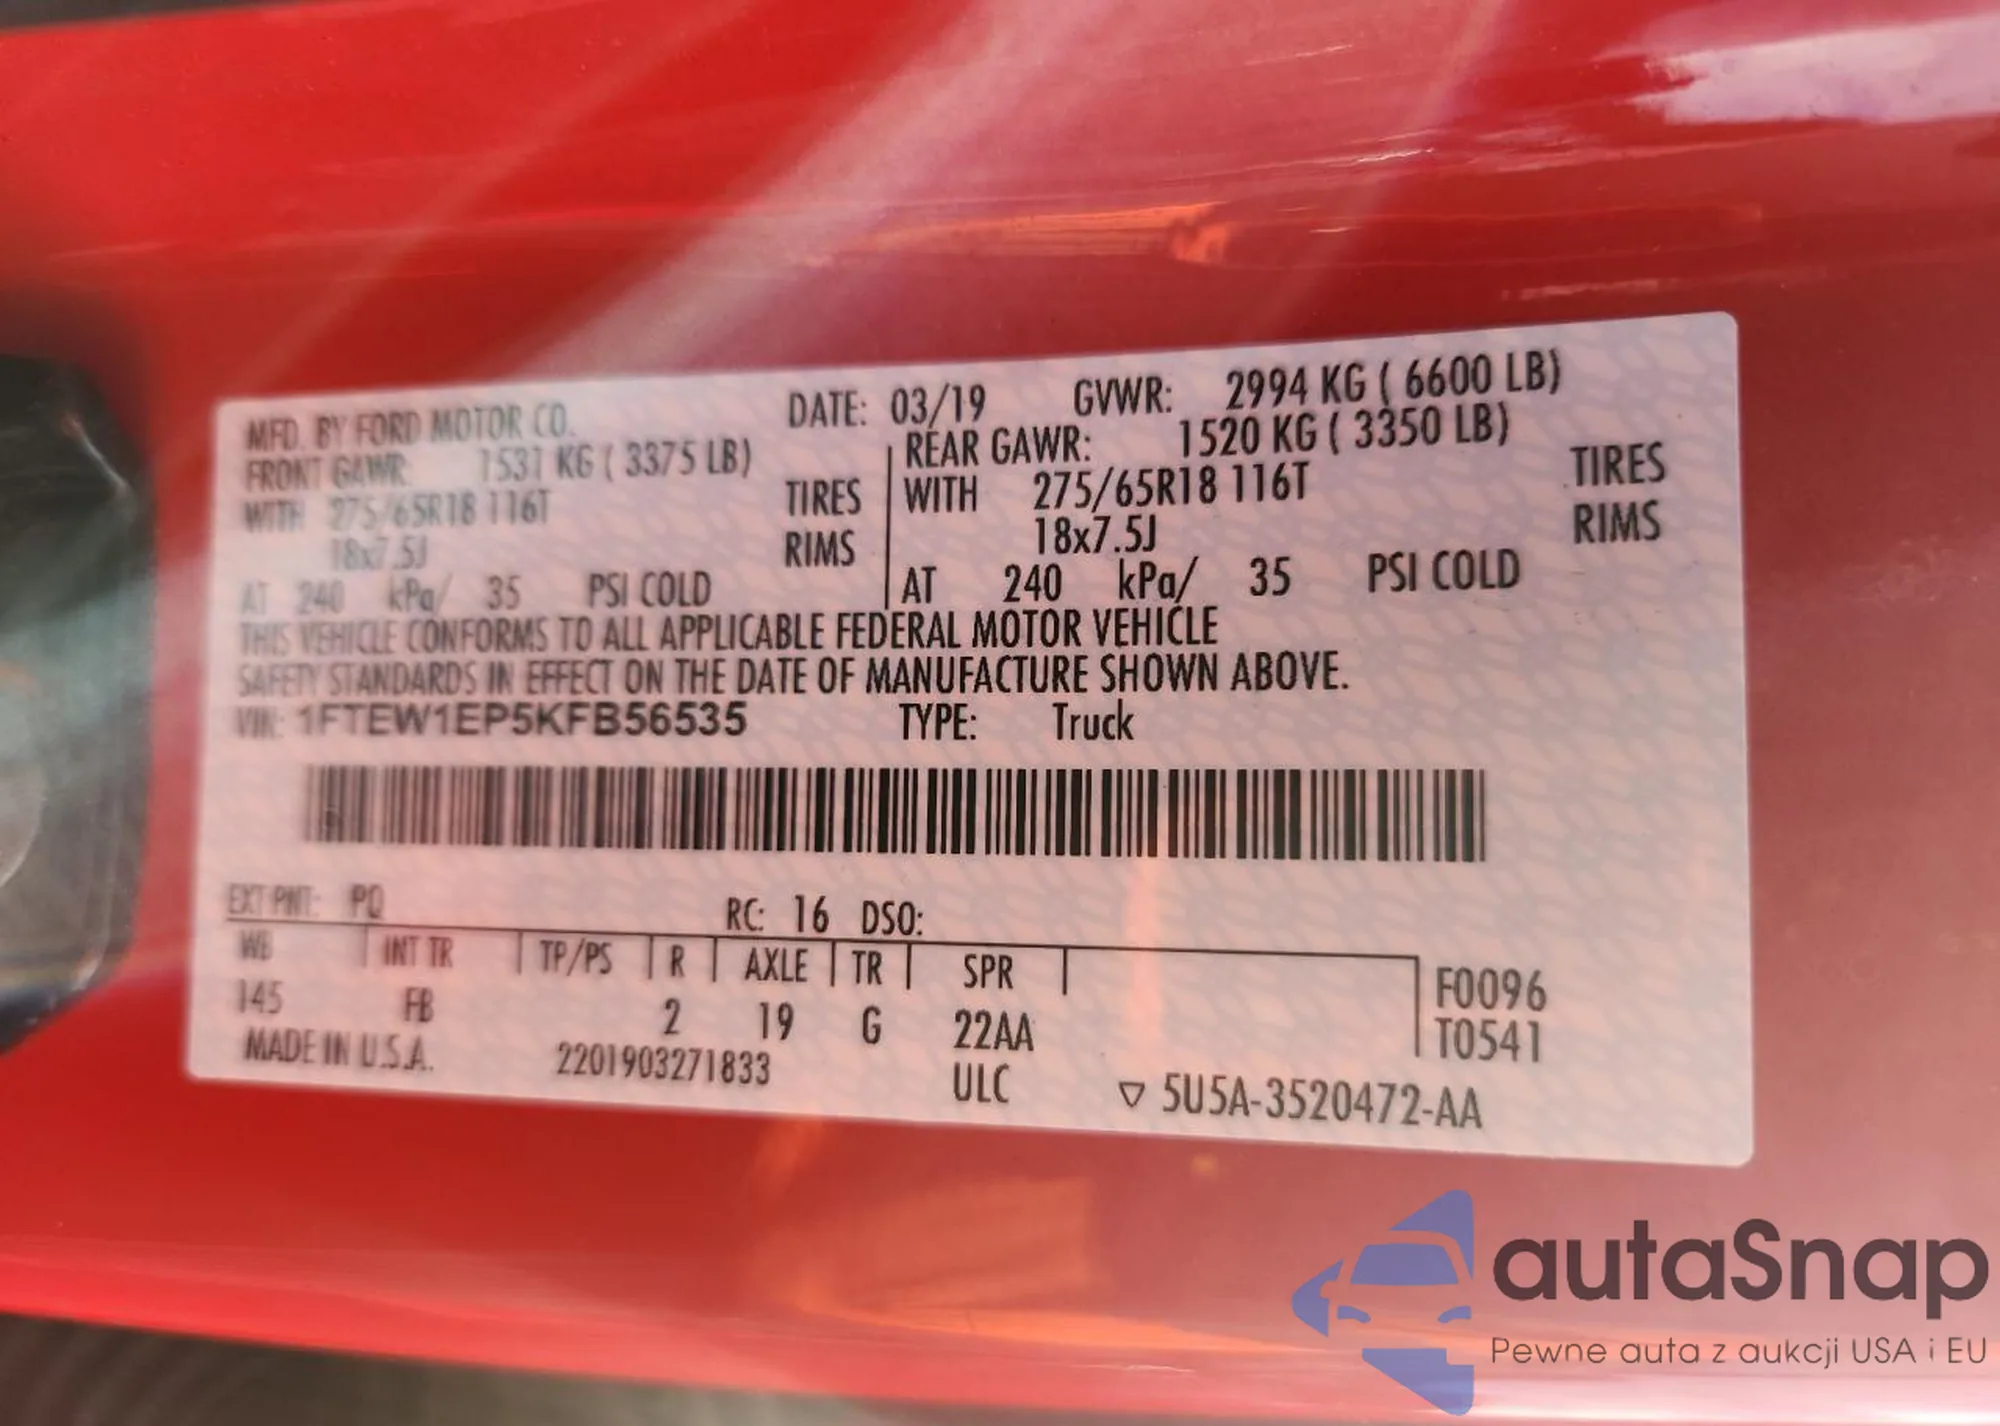 MFD. BY FORD MOTOR CO. DATE: 03/19 GVWR: 2994 KG ( 6600 LB)
FRONT GAWR: 1531 KG ( 3375 LB) REAR GAWR: 1520 KG ( 3350 LB)
WITH 275/65R18 116T TIRES WITH 275/65R18 116T TIRES
18x7.5J RIMS 18x7.5J RIMS
AT 240 kPa/ 35 PSI COLD AT 240 kPa/ 35 PSI COLD
THIS VEHICLE CONFORMS TO ALL APPLICABLE FEDERAL MOTOR VEHICLE
SAFETY STANDARDS IN EFFECT ON THE DATE OF MANUFACTURE SHOWN ABOVE.
VIN: 1FTEW1EP5KFB56535 TYPE: Truck
EXT PNT: PQ RC: 16 DSO:
WB INT TR TP/PS R AXLE TR SPR F0096
145 FB 2 19 G 22AA T0541
MADE IN U.S.A. 2201903271833 ULC ▽ 5U5A-3520472-AA
autaSnap
Pewne auta z aukcji USA i EU